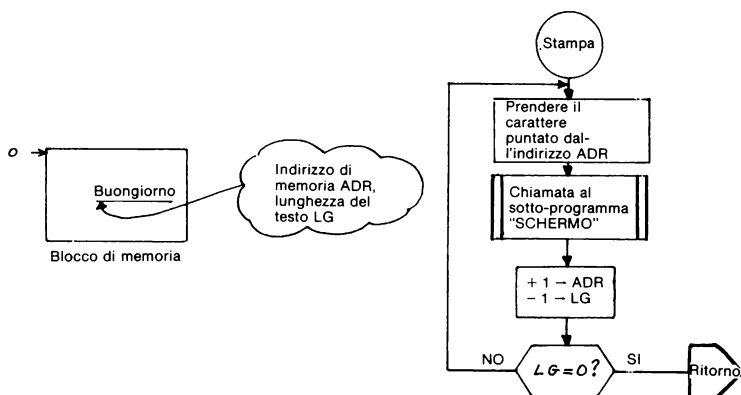 Stampa
Prendere il
carattere
puntato dal-
l'indirizzo ADR
O
Buongiorno
Indirizzo di
memoria ADR,
lunghezza del
testo LG
Chiamata al
sotto-programma
"SCHERMO"
Blocco di memoria
+ 1 → ADR
− 1 → LG
NO
LG=0?
SI
Ritorno